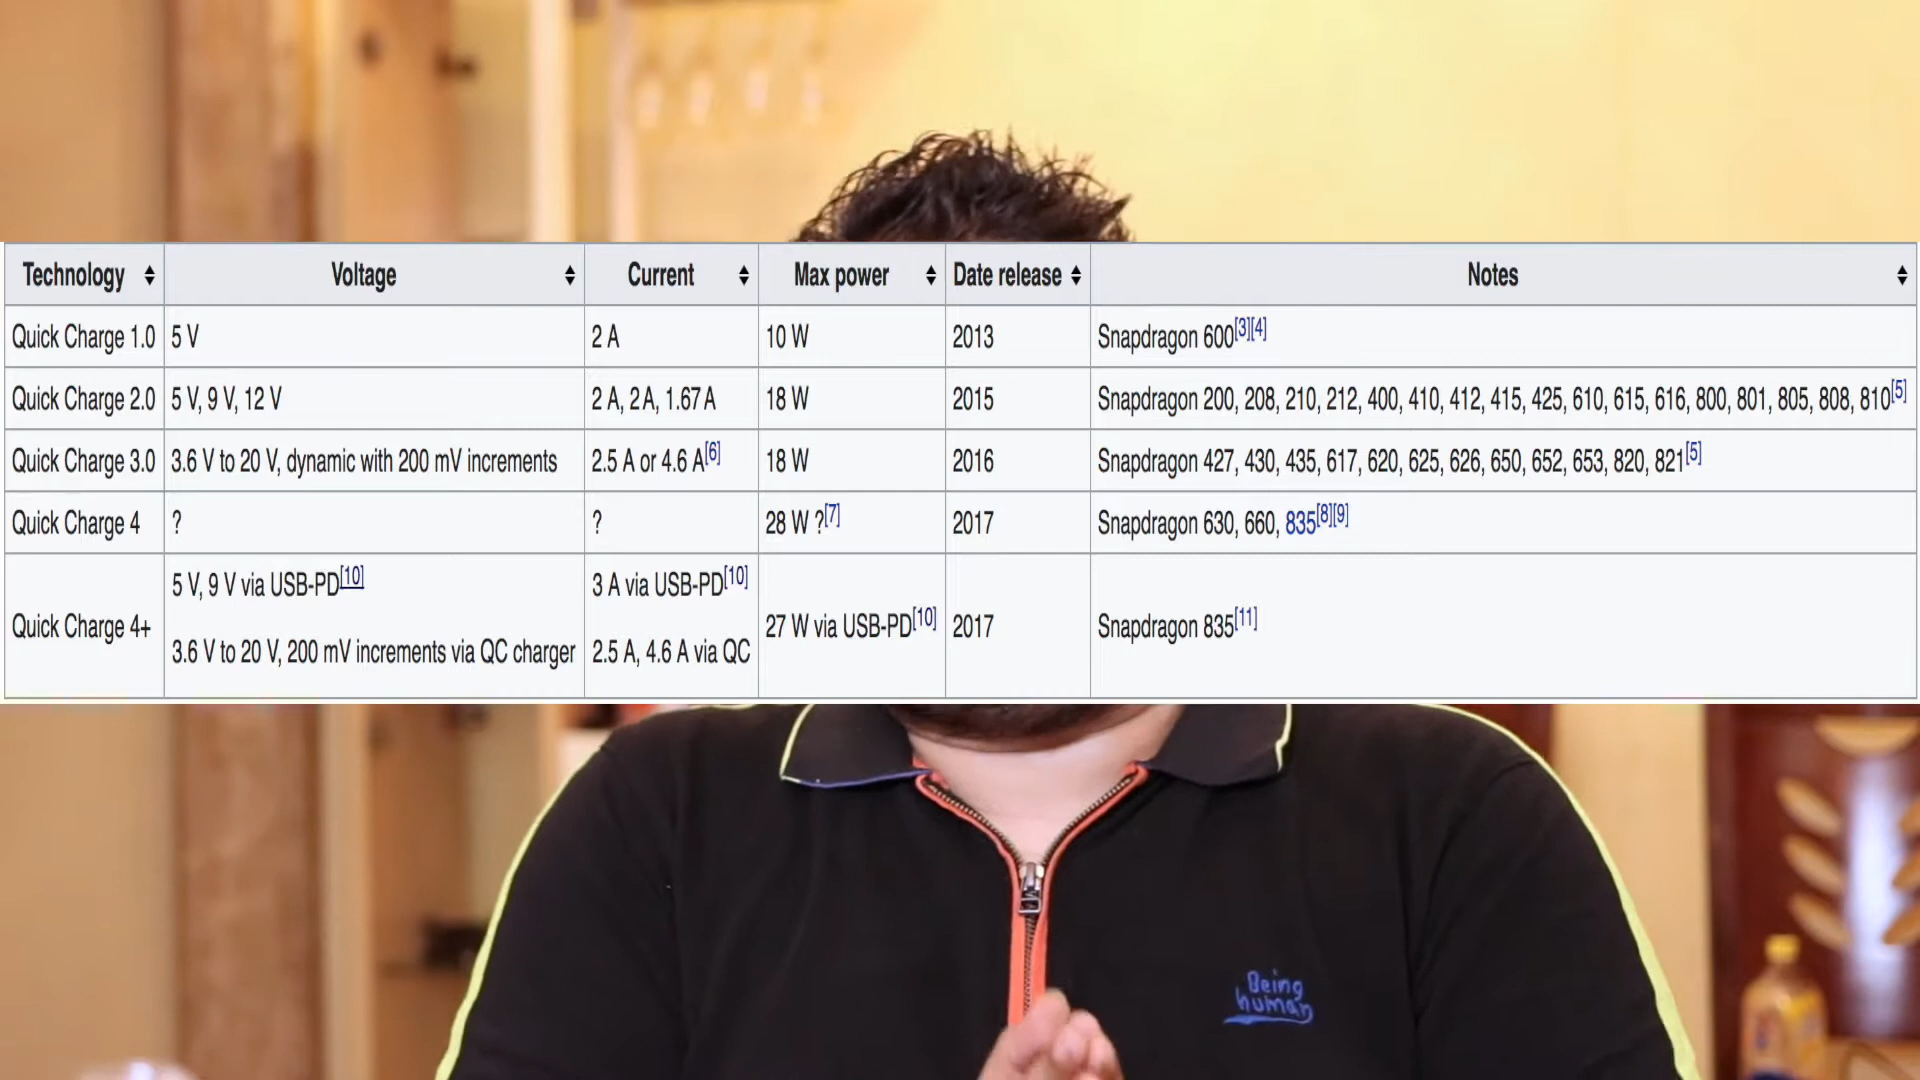 Technology Voltage Current Max power Date release Notes
Quick Charge 1.0 5 V 2 A 10 W 2013 Snapdragon 600[3][4]
Quick Charge 2.0 5 V, 9 V, 12 V 2 A, 2 A, 1.67 A 18 W 2015 Snapdragon 200, 208, 210, 212, 400, 410, 412, 415, 425, 610, 615, 616, 800, 801, 805, 808, 810[5]
Quick Charge 3.0 3.6 V to 20 V, dynamic with 200 mV increments 2.5 A or 4.6 A[6] 18 W 2016 Snapdragon 427, 430, 435, 617, 620, 625, 626, 650, 652, 653, 820, 821[5]
Quick Charge 4 ? ? 28 W ?[7] 2017 Snapdragon 630, 660, 835[8][9]
5 V, 9 V via USB-PD[10] 3 A via USB-PD[10]
Quick Charge 4+ 27 W via USB-PD[10] 2017 Snapdragon 835[11]
3.6 V to 20 V, 200 mV increments via QC charger 2.5 A, 4.6 A via QC
Being
human